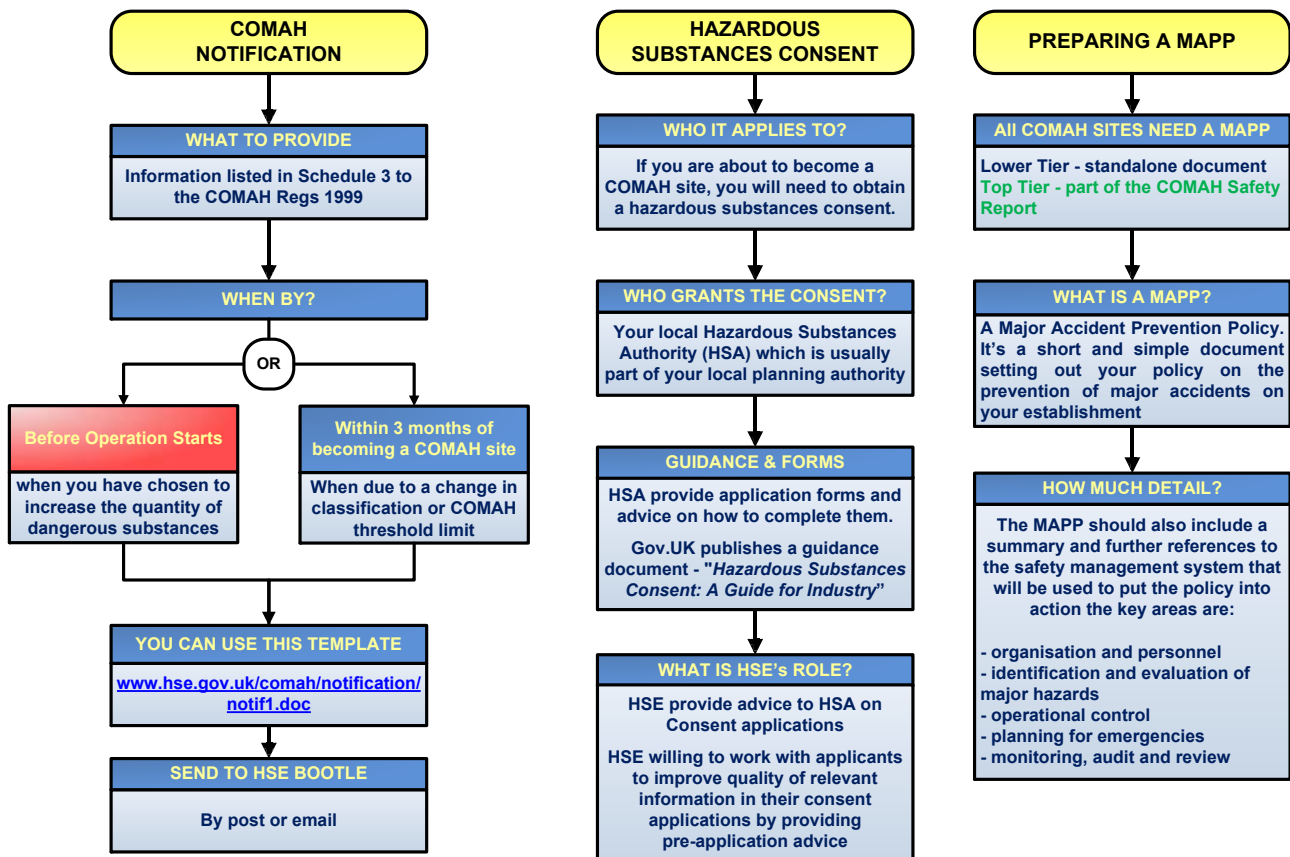 COMAH
NOTIFICATION
WHAT TO PROVIDE
Information listed in Schedule 3 to
the COMAH Regs 1999
WHEN BY?
OR
Before Operation Starts
when you have chosen to
increase the quantity of
dangerous substances
Within 3 months of
becoming a COMAH site
When due to a change in
classification or COMAH
threshold limit
YOU CAN USE THIS TEMPLATE
www.hse.gov.uk/comah/notification/
notif1.doc
SEND TO HSE BOOTLE
By post or email
HAZARDOUS
SUBSTANCES CONSENT
WHO IT APPLIES TO?
If you are about to become a
COMAH site, you will need to obtain
a hazardous substances consent.
WHO GRANTS THE CONSENT?
Your local Hazardous Substances
Authority (HSA) which is usually
part of your local planning authority
GUIDANCE & FORMS
HSA provide application forms and
advice on how to complete them.
Gov.UK publishes a guidance
document - "Hazardous Substances
Consent: A Guide for Industry”
WHAT IS HSE's ROLE?
HSE provide advice to HSA on
Consent applications
HSE willing to work with applicants
to improve quality of relevant
information in their consent
applications by providing
pre-application advice
PREPARING A MAPP
All COMAH SITES NEED A MAPP
Lower Tier - standalone document
Top Tier - part of the COMAH Safety
Report
WHAT IS A MAPP?
A Major Accident Prevention Policy.
It's a short and simple document
setting out your policy on the
prevention of major accidents on
your establishment
HOW MUCH DETAIL?
The MAPP should also include a
summary and further references to
the safety management system that
will be used to put the policy into
action the key areas are:
- organisation and personnel
- identification and evaluation of
major hazards
- operational control
- planning for emergencies
- monitoring, audit and review